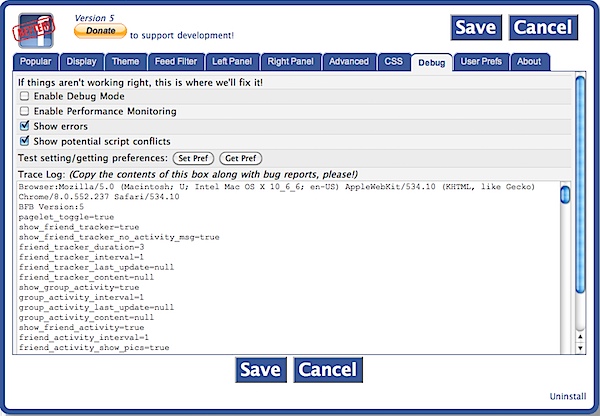 Version 5
Save Cancel
Donate to support development!
Popular Display Theme Feed Filter Left Panel Right Panel Advanced CSS Debug User Prefs About
If things aren't working right, this is where we'll fix it!
Enable Debug Mode
Enable Performance Monitoring
Show errors
Show potential script conflicts
Test setting/getting preferences: Set Pref Get Pref
Trace Log: (Copy the contents of this box along with bug reports, please!)
Browser:Mozilla/5.0 (Macintosh; U; Intel Mac OS X 10_6_6; en-US) AppleWebKit/534.10 (KHTML, like Gecko)
Chrome/8.0.552.237 Safari/534.10
BFB Version:5
pagelet_toggle=true
show_friend_tracker=true
show_friend_tracker_no_activity_msg=true
friend_tracker_duration=3
friend_tracker_interval=1
friend_tracker_last_update=null
friend_tracker_content=null
show_group_activity=true
group_activity_interval=1
group_activity_last_update=null
group_activity_content=null
show_friend_activity=true
friend_activity_interval=1
friend_activity_show_pics=true
Save Cancel
Uninstall